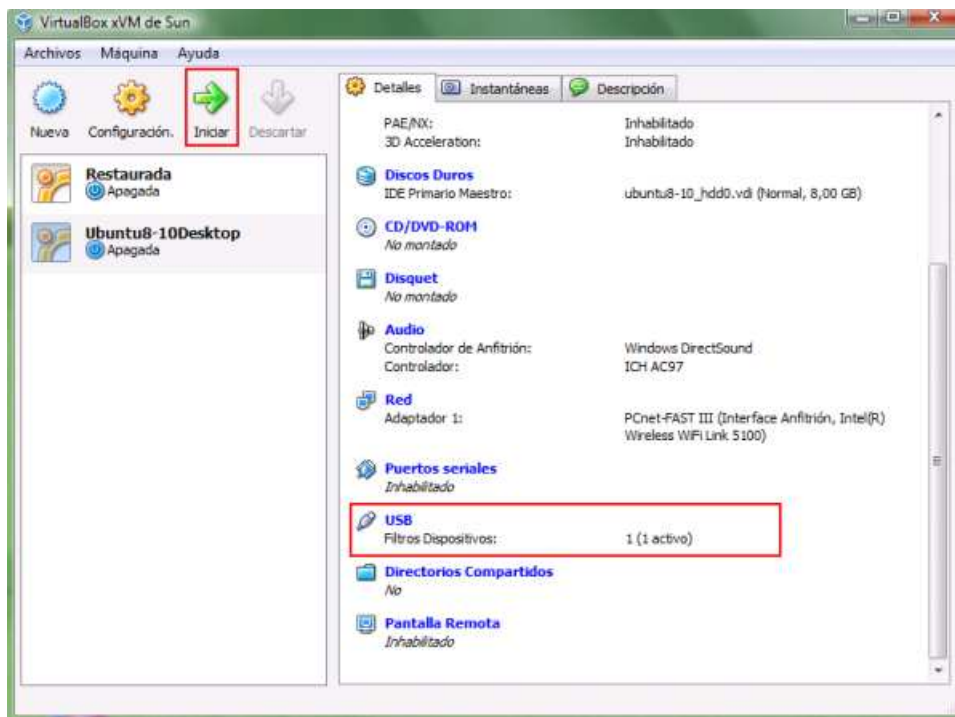 VirtualBox xVM de Sun
Archivos Máquina Ayuda
Nueva Configuración. Iniciar Descartar
Restaurada
Apagada
Ubuntu8-10Desktop
Apagada
Detalles Instantáneas Descripción
PAE/NX: Inhabilitado
3D Acceleration: Inhabilitado
Discos Duros
IDE Primario Maestro: ubuntu8-10_hdd0.vdi (Normal, 8,00 GB)
CD/DVD-ROM
No montado
Disquet
No montado
Audio
Controlador de Anfitrión: Windows DirectSound
Controlador: ICH AC97
Red
Adaptador 1: PCnet-FAST III (Interface Anfitrión, Intel(R)
Wireless WiFi Link 5100)
Puertos seriales
Inhabilitado
USB
Filtros Dispositivos: 1 (1 activo)
Directorios Compartidos
No
Pantalla Remota
Inhabilitado